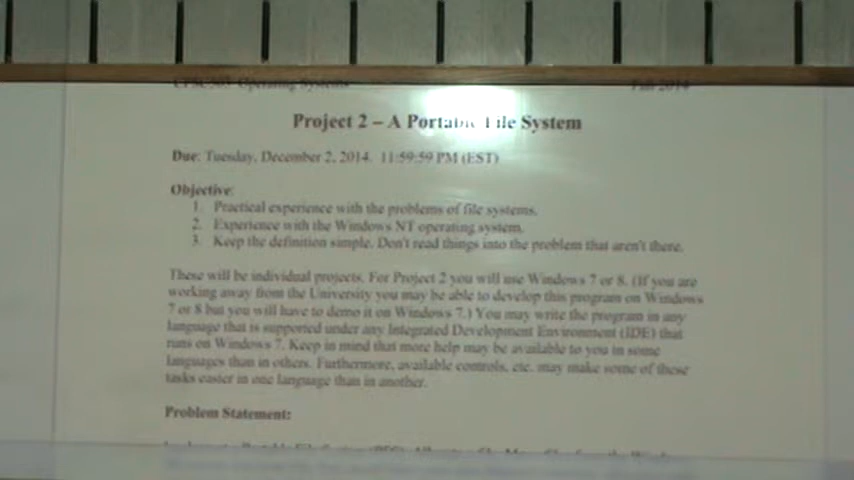 Operating Systems Fall 2014
Project 2 – A Portable File System
Due: Tuesday, December 2, 2014. 11:59:59 PM (EST)
Objective:
1. Practical experience with the problems of file systems.
2. Experience with the Windows NT operating system.
3. Keep the definition simple. Don't read things into the problem that aren't there.
These will be individual projects. For Project 2 you will use Windows 7 or 8. (If you are
working away from the University you may be able to develop this program on Windows
7 or 8 but you will have to demo it on Windows 7.) You may write the program in any
language that is supported under any Integrated Development Environment (IDE) that
runs on Windows 7. Keep in mind that more help may be available to you in some
languages than in others. Furthermore, available controls, etc. may make some of these
tasks easier in one language than in another.
Problem Statement: